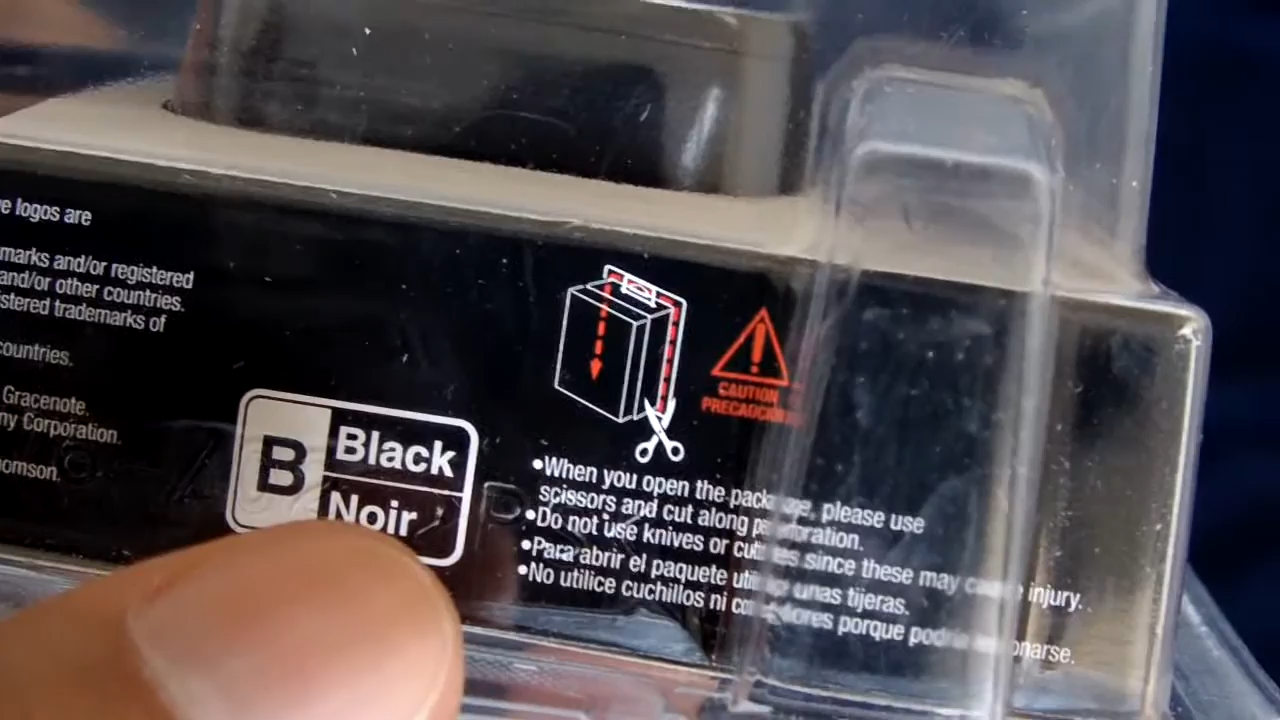 e logos are
marks and/or registered
and/or other countries.
stered trademarks of
countries.
Gracenote.
ny Corporation.
omson.
B Black
Noir
CAUTION
•When you open the package, please use
scissors and cut along perforation.
•Do not use knives or cutters since these may cause injury.
•Para abrir el paquete utilice unas tijeras.
•No utilice cuchillos ni cortadores porque podría lesionarse.